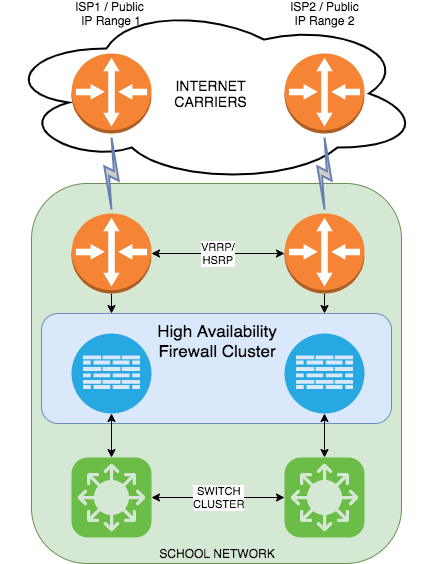 ISP1 / Public
IP Range 1
ISP2 / Public
IP Range 2
INTERNET
CARRIERS
VRRP/
HSRP
High Availability
Firewall Cluster
SWITCH
CLUSTER
SCHOOL NETWORK